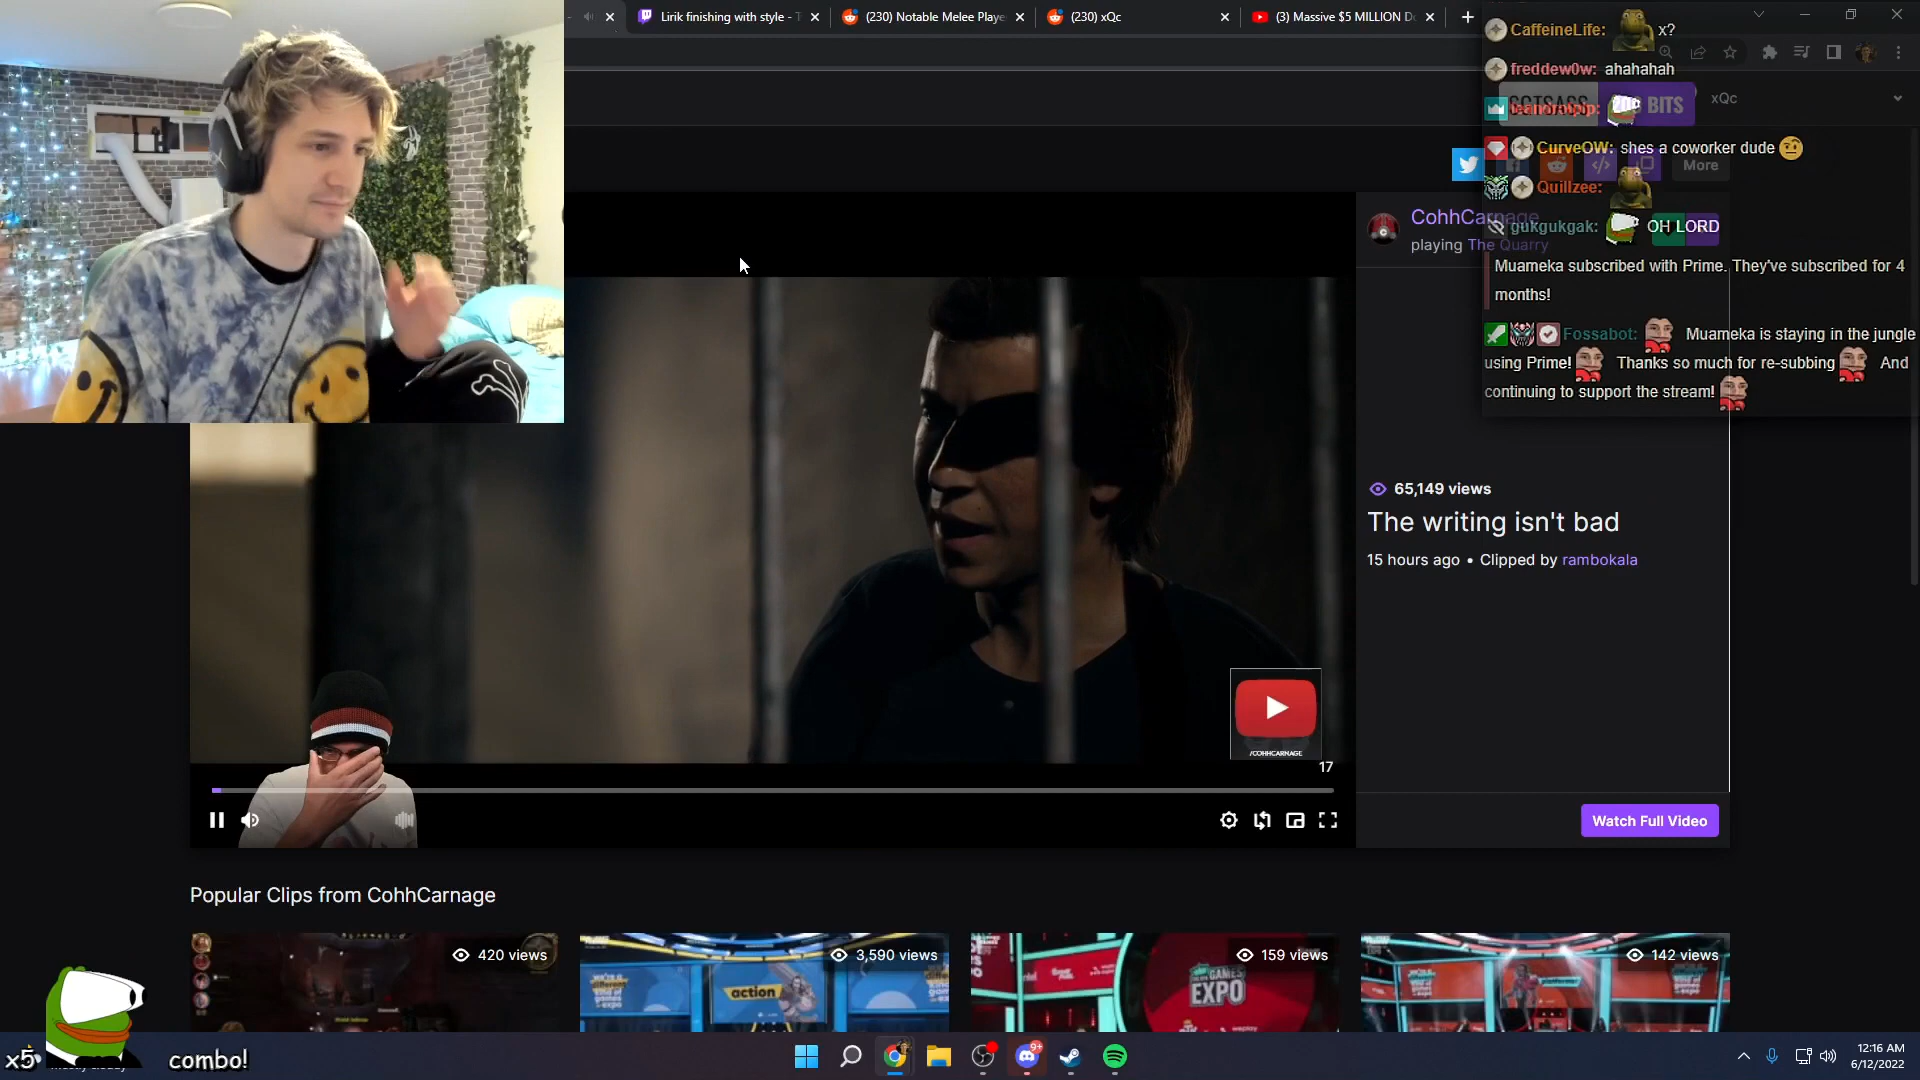 Lirik finishing with style - T
(230) Notable Melee Playe
(230) xQc
(3) Massive $5 MILLION D
CaffeineLife: x?
freddew0w: ahahahah
BITS
xQc
CurveOW: shes a coworker dude
More
Quillzee:
gukgukgak: OH LORD
CohhCarnage
playing The Quarry
Muameka subscribed with Prime. They've subscribed for 4
months!
Fossabot: Muameka is staying in the jungle
using Prime! Thanks so much for re-subbing And
continuing to support the stream!
65,149 views
The writing isn't bad
15 hours ago • Clipped by rambokala
/COHHCARNAGE
17
Watch Full Video
Popular Clips from CohhCarnage
420 views
3,590 views
159 views
142 views
action
GAMES
EXPO
x5
combo!
9+
12:16 AM
6/12/2022